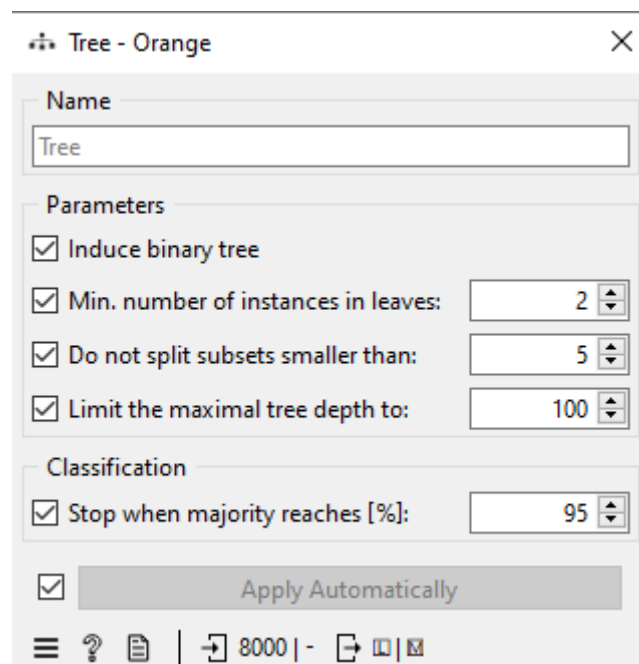 Tree - Orange
Name
Tree
Parameters
Induce binary tree
Min. number of instances in leaves: 2
Do not split subsets smaller than: 5
Limit the maximal tree depth to: 100
Classification
Stop when majority reaches [%]: 95
Apply Automatically
? 8000 | - L | M